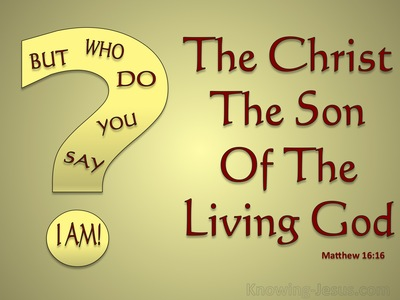 BUT WHO
DO
YOU
SAY
I AM!
The Christ
The Son
Of The
Living God
Matthew 16:16
Knowing-Jesus.com